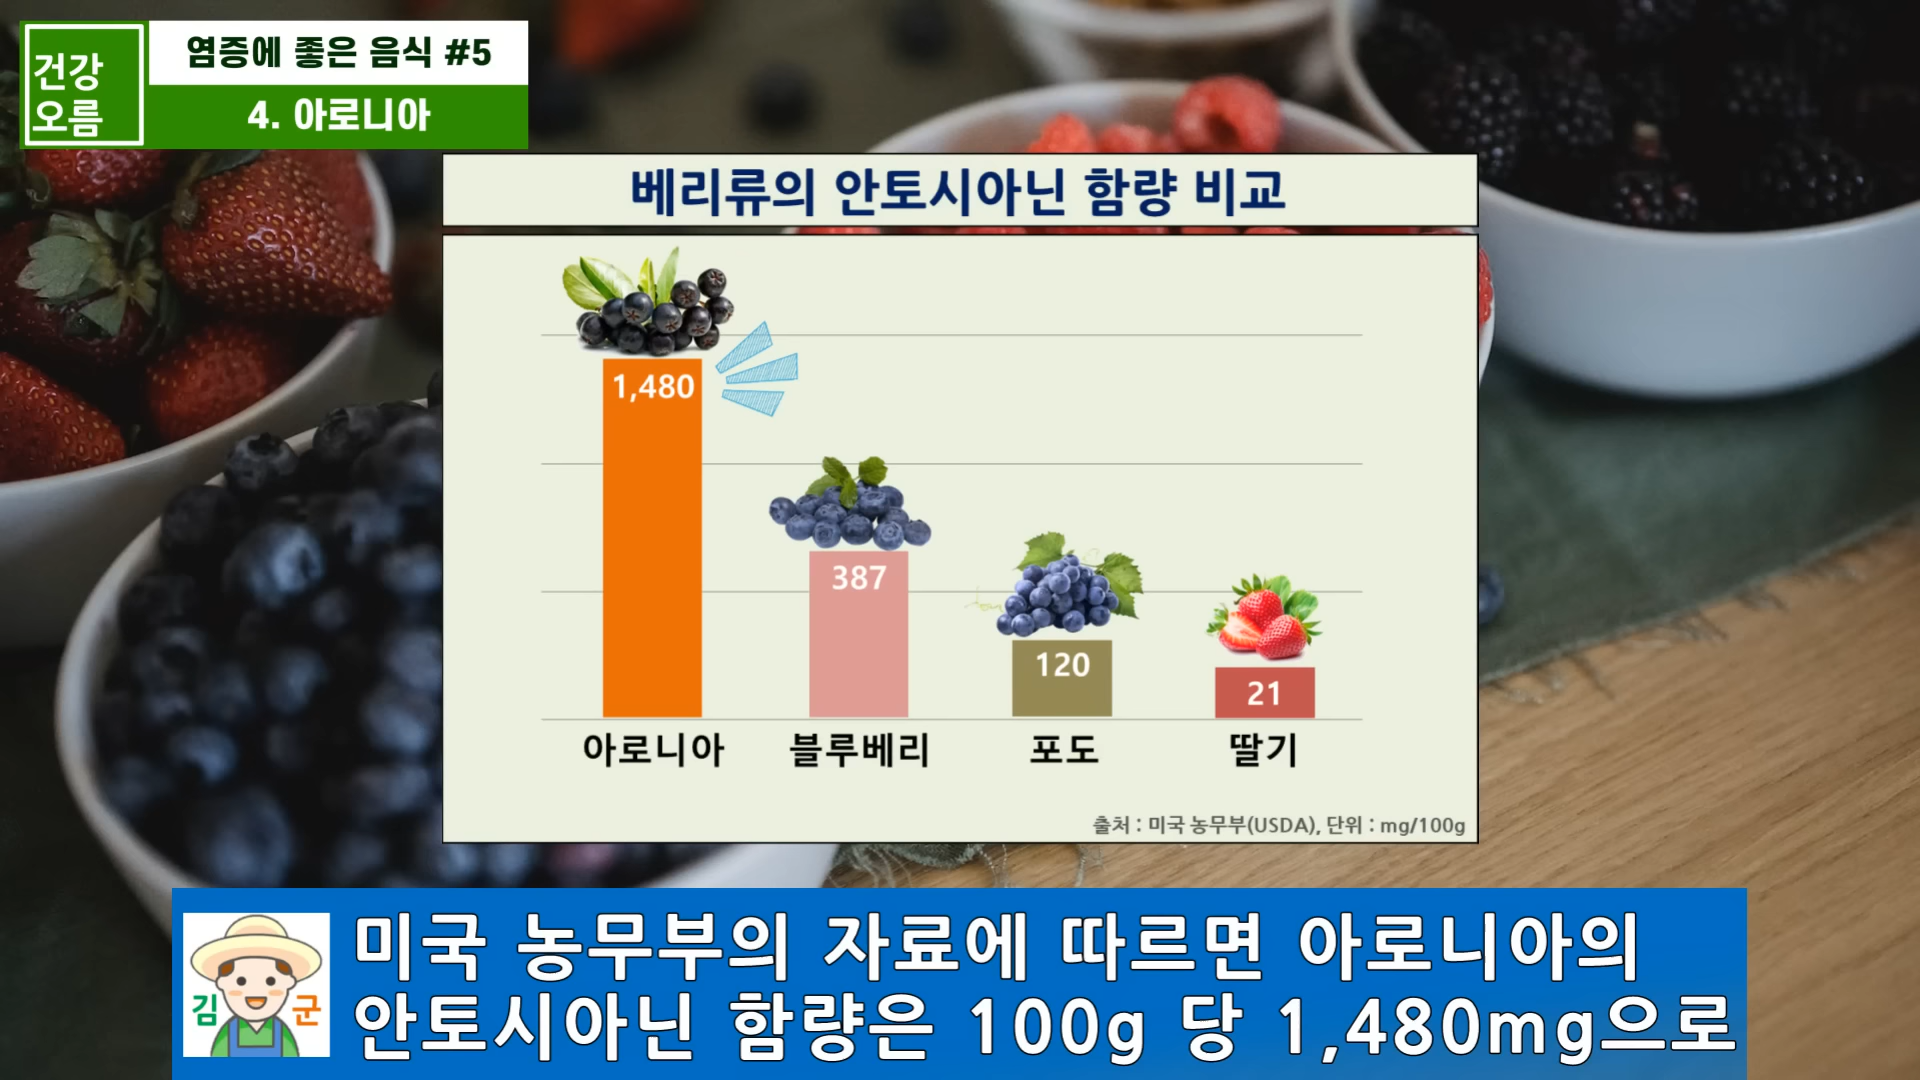 건강
오름
염증에 좋은 음식 #5
4. 아로니아
베리류의 안토시아닌 함량 비교
1,480
387
120
21
아로니아 블루베리 포도 딸기
출처 : 미국 농무부(USDA), 단위 : mg/100g
김 군
미국 농무부의 자료에 따르면 아로니아의
안토시아닌 함량은 100g 당 1,480mg으로